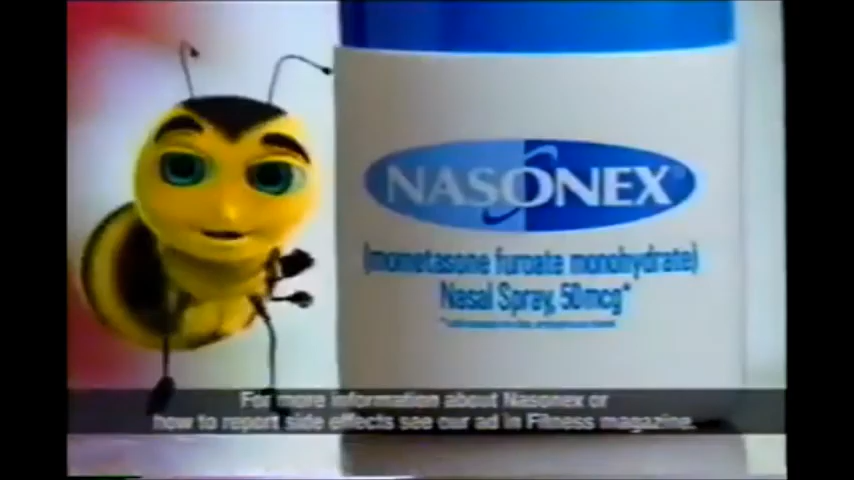 NASONEX®
(mometasone furoate monohydrate)
Nasal Spray, 50mcg*
For more information about Nasonex or
how to report side effects see our ad in Fitness magazine.